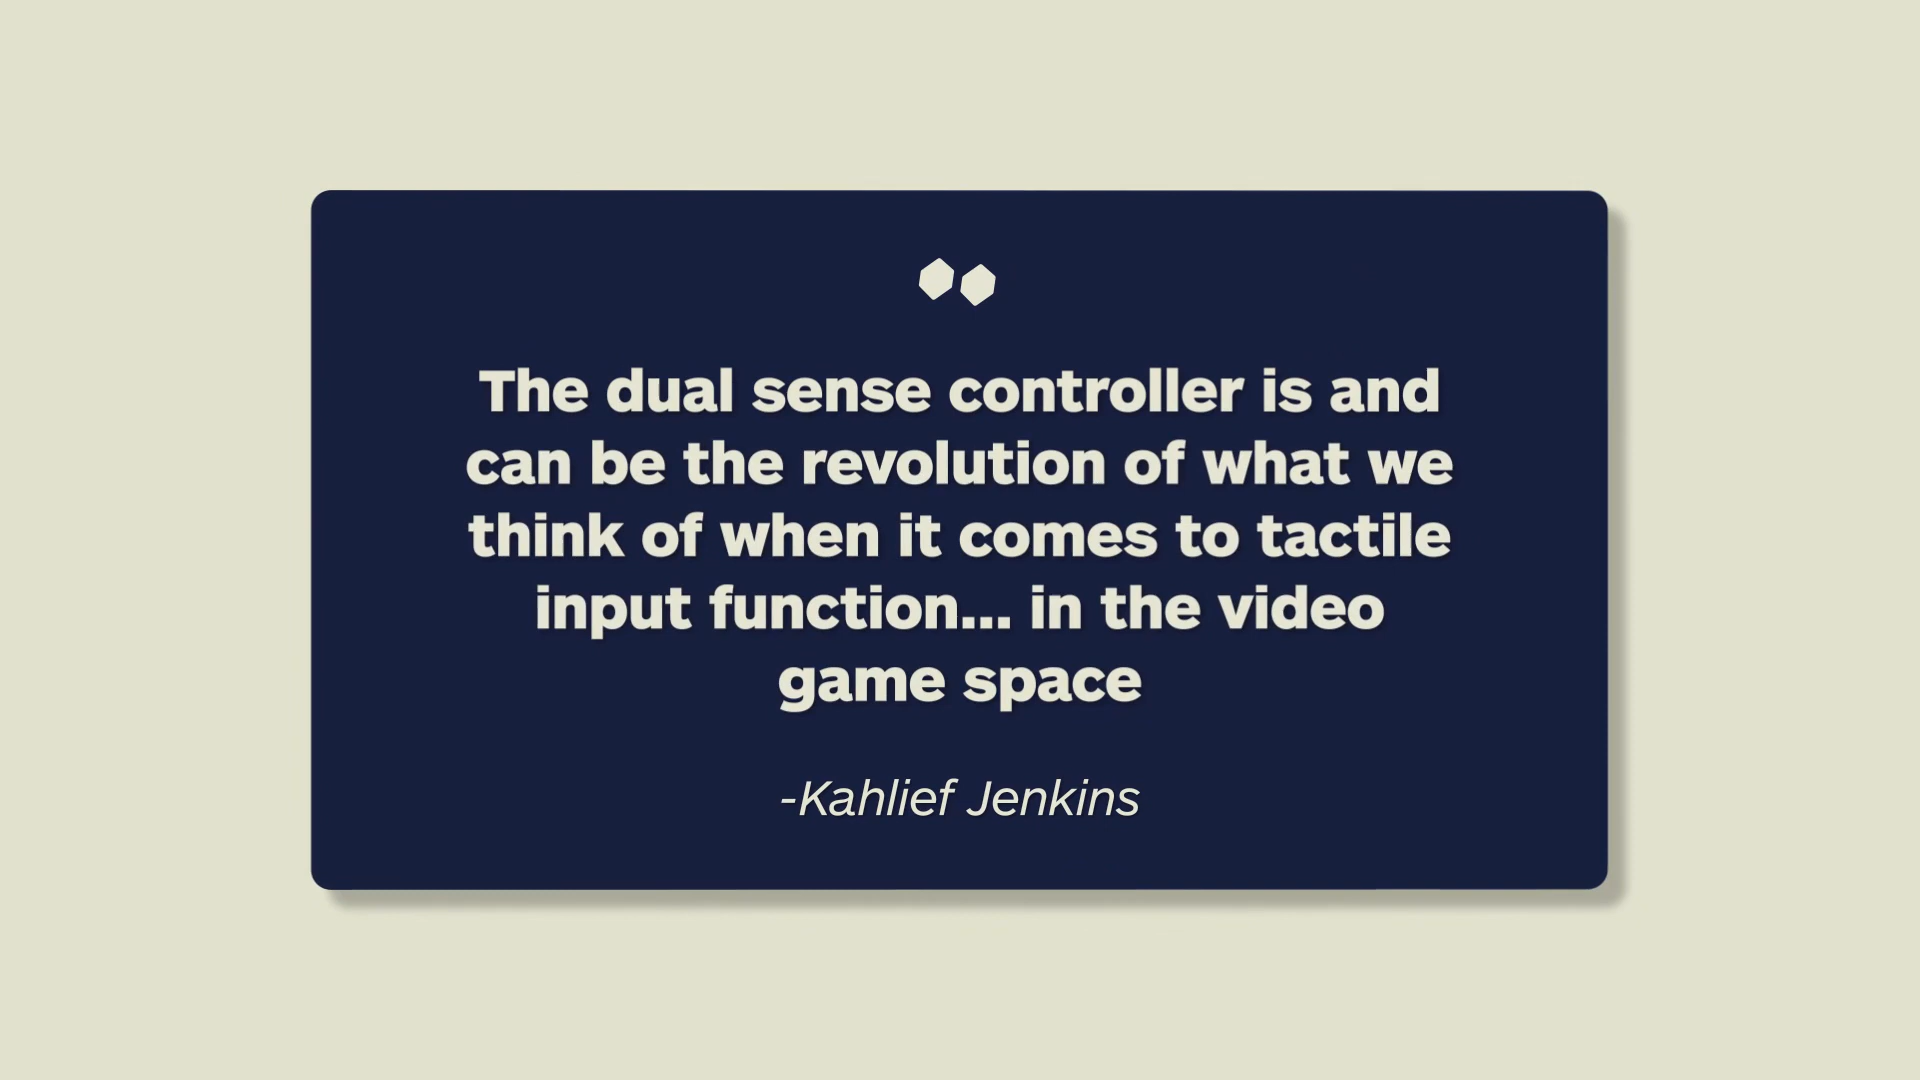 The dual sense controller is and
can be the revolution of what we
think of when it comes to tactile
input function... in the video
game space
-Kahlief Jenkins